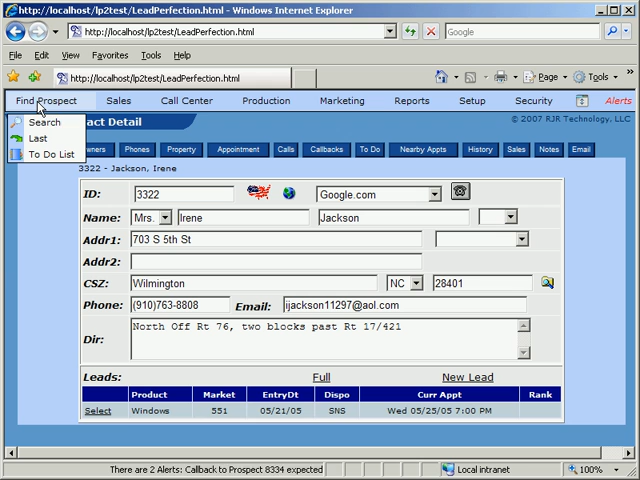 http://localhost/lp2test/LeadPerfection.html - Windows Internet Explorer
http://localhost/lp2test/LeadPerfection.html
Google
File Edit View Favorites Tools Help
http://localhost/lp2test/LeadPerfection.html
Page Tools
Find Prospect Sales Call Center Production Marketing Reports Setup Security Alerts
Search
Last
To Do List
act Detail
© 2007 RJR Technology, LLC
wners Phones Property Appointment Calls Callbacks To Do Nearby Appts History Sales Notes Email
3322 - Jackson, Irene
ID: 3322 Google.com
Name: Mrs. Irene Jackson
Addr1: 703 S 5th St
Addr2:
CSZ: Wilmington NC 28401
Phone: (910)763-8808 Email: ijackson11297@aol.com
Dir: North Off Rt 76, two blocks past Rt 17/421
Leads: Full New Lead
Product Market EntryDt Dispo Curr Appt Rank
Select Windows 551 05/21/05 SNS Wed 05/25/05 7:00 PM
There are 2 Alerts: Callback to Prospect 8334 expected
Local intranet
100%